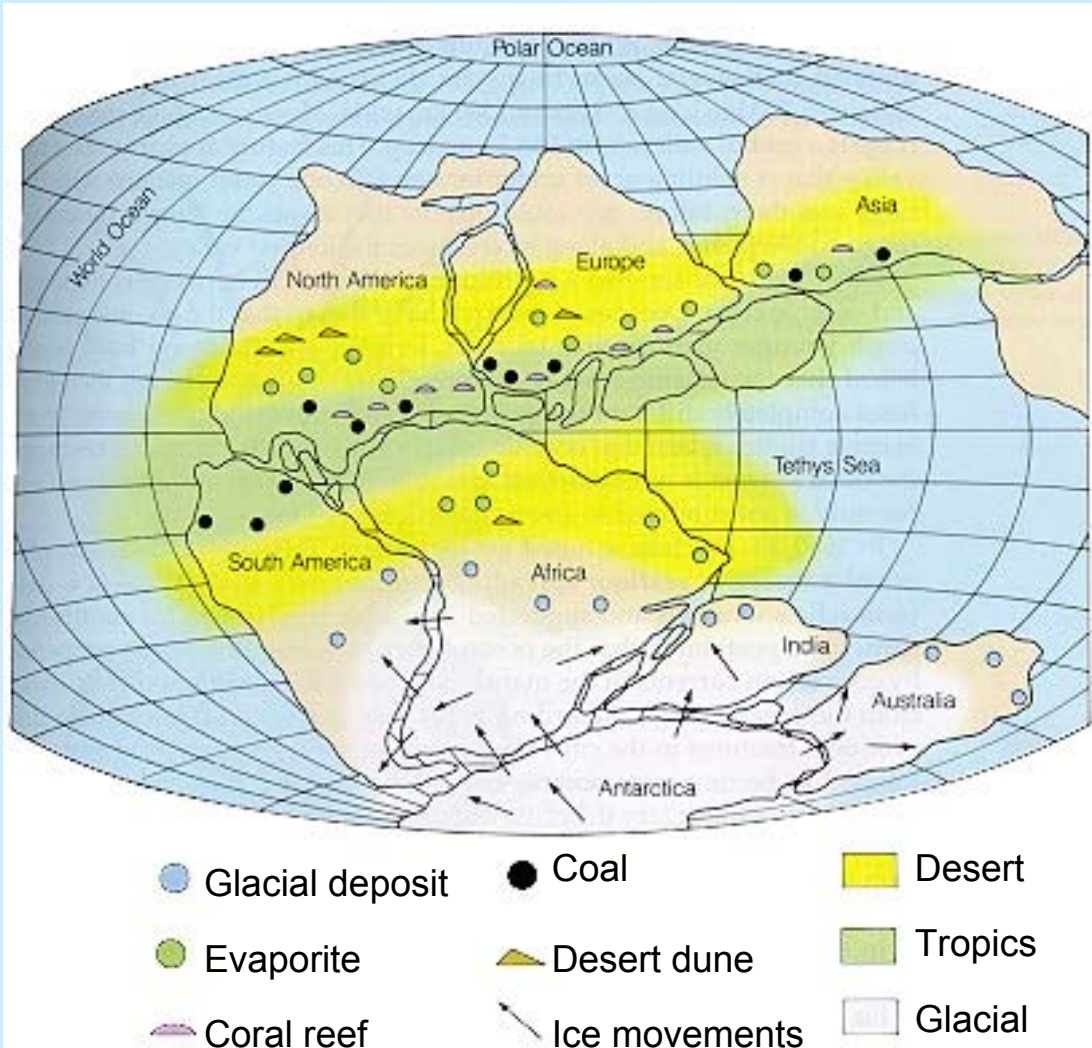 Polar Ocean
World Ocean
Asia
Europe
North America
Tethys Sea
South America
Africa
India
Australia
Antarctica
Glacial deposit
Coal
Desert
Evaporite
Desert dune
Tropics
Coral reef
Ice movements
Glacial